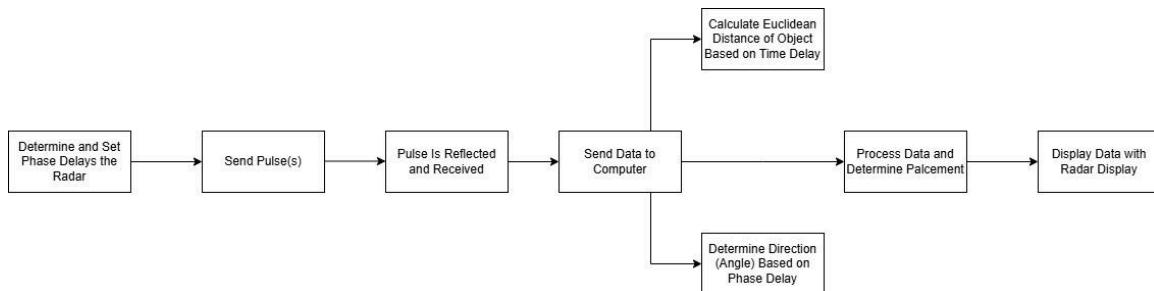 Calculate Euclidean
Distance of Object
Based on Time Delay
Determine and Set
Phase Delays the
Radar
Send Pulse(s)
Pulse Is Reflected
and Received
Send Data to
Computer
Process Data and
Determine Palcement
Display Data with
Radar Display
Determine Direction
(Angle) Based on
Phase Delay